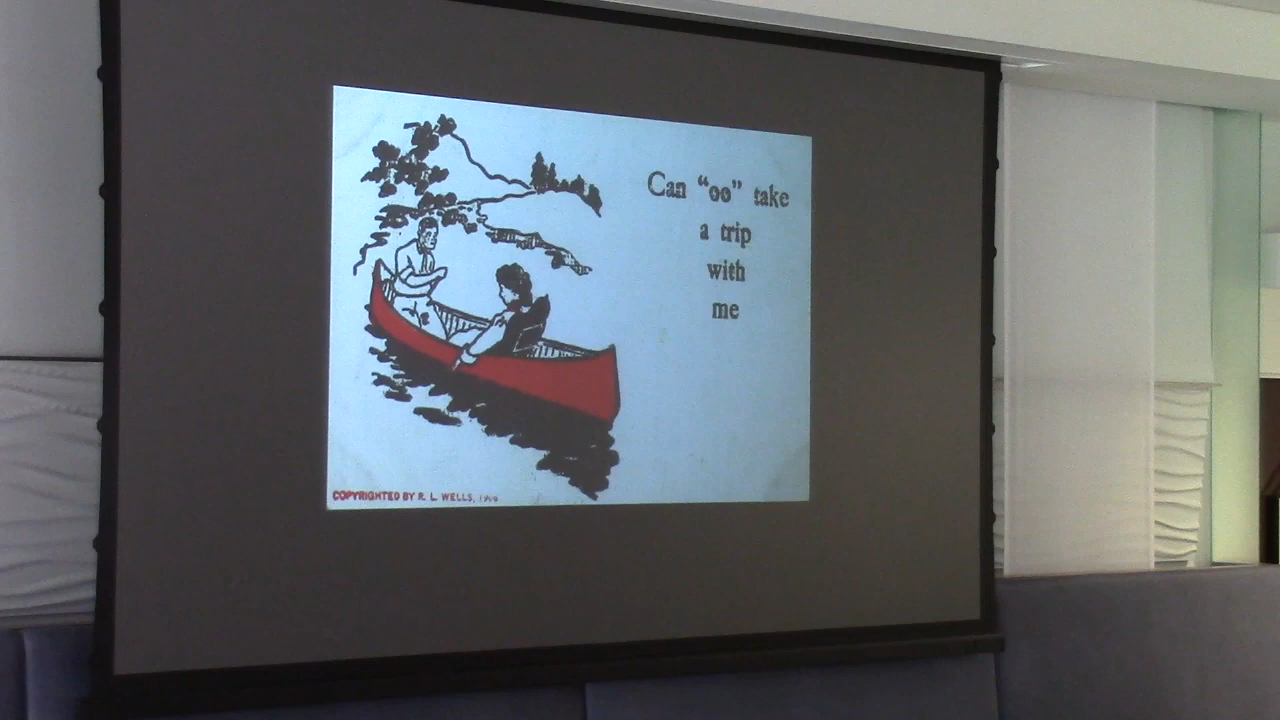 Can “oo” take
a trip
with
me
COPYRIGHTED BY R. L. WELLS,